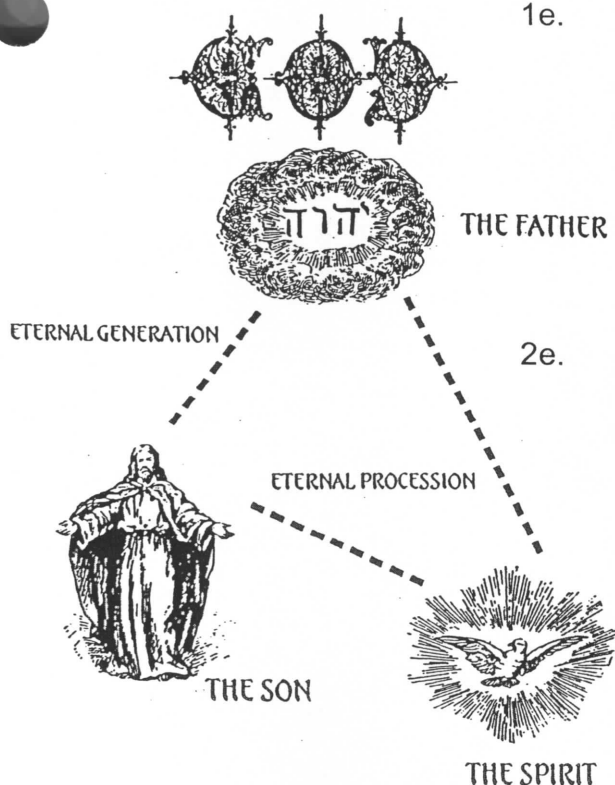 1e.
GOD
יהוה
THE FATHER
ETERNAL GENERATION
2e.
ETERNAL PROCESSION
THE SON
THE SPIRIT